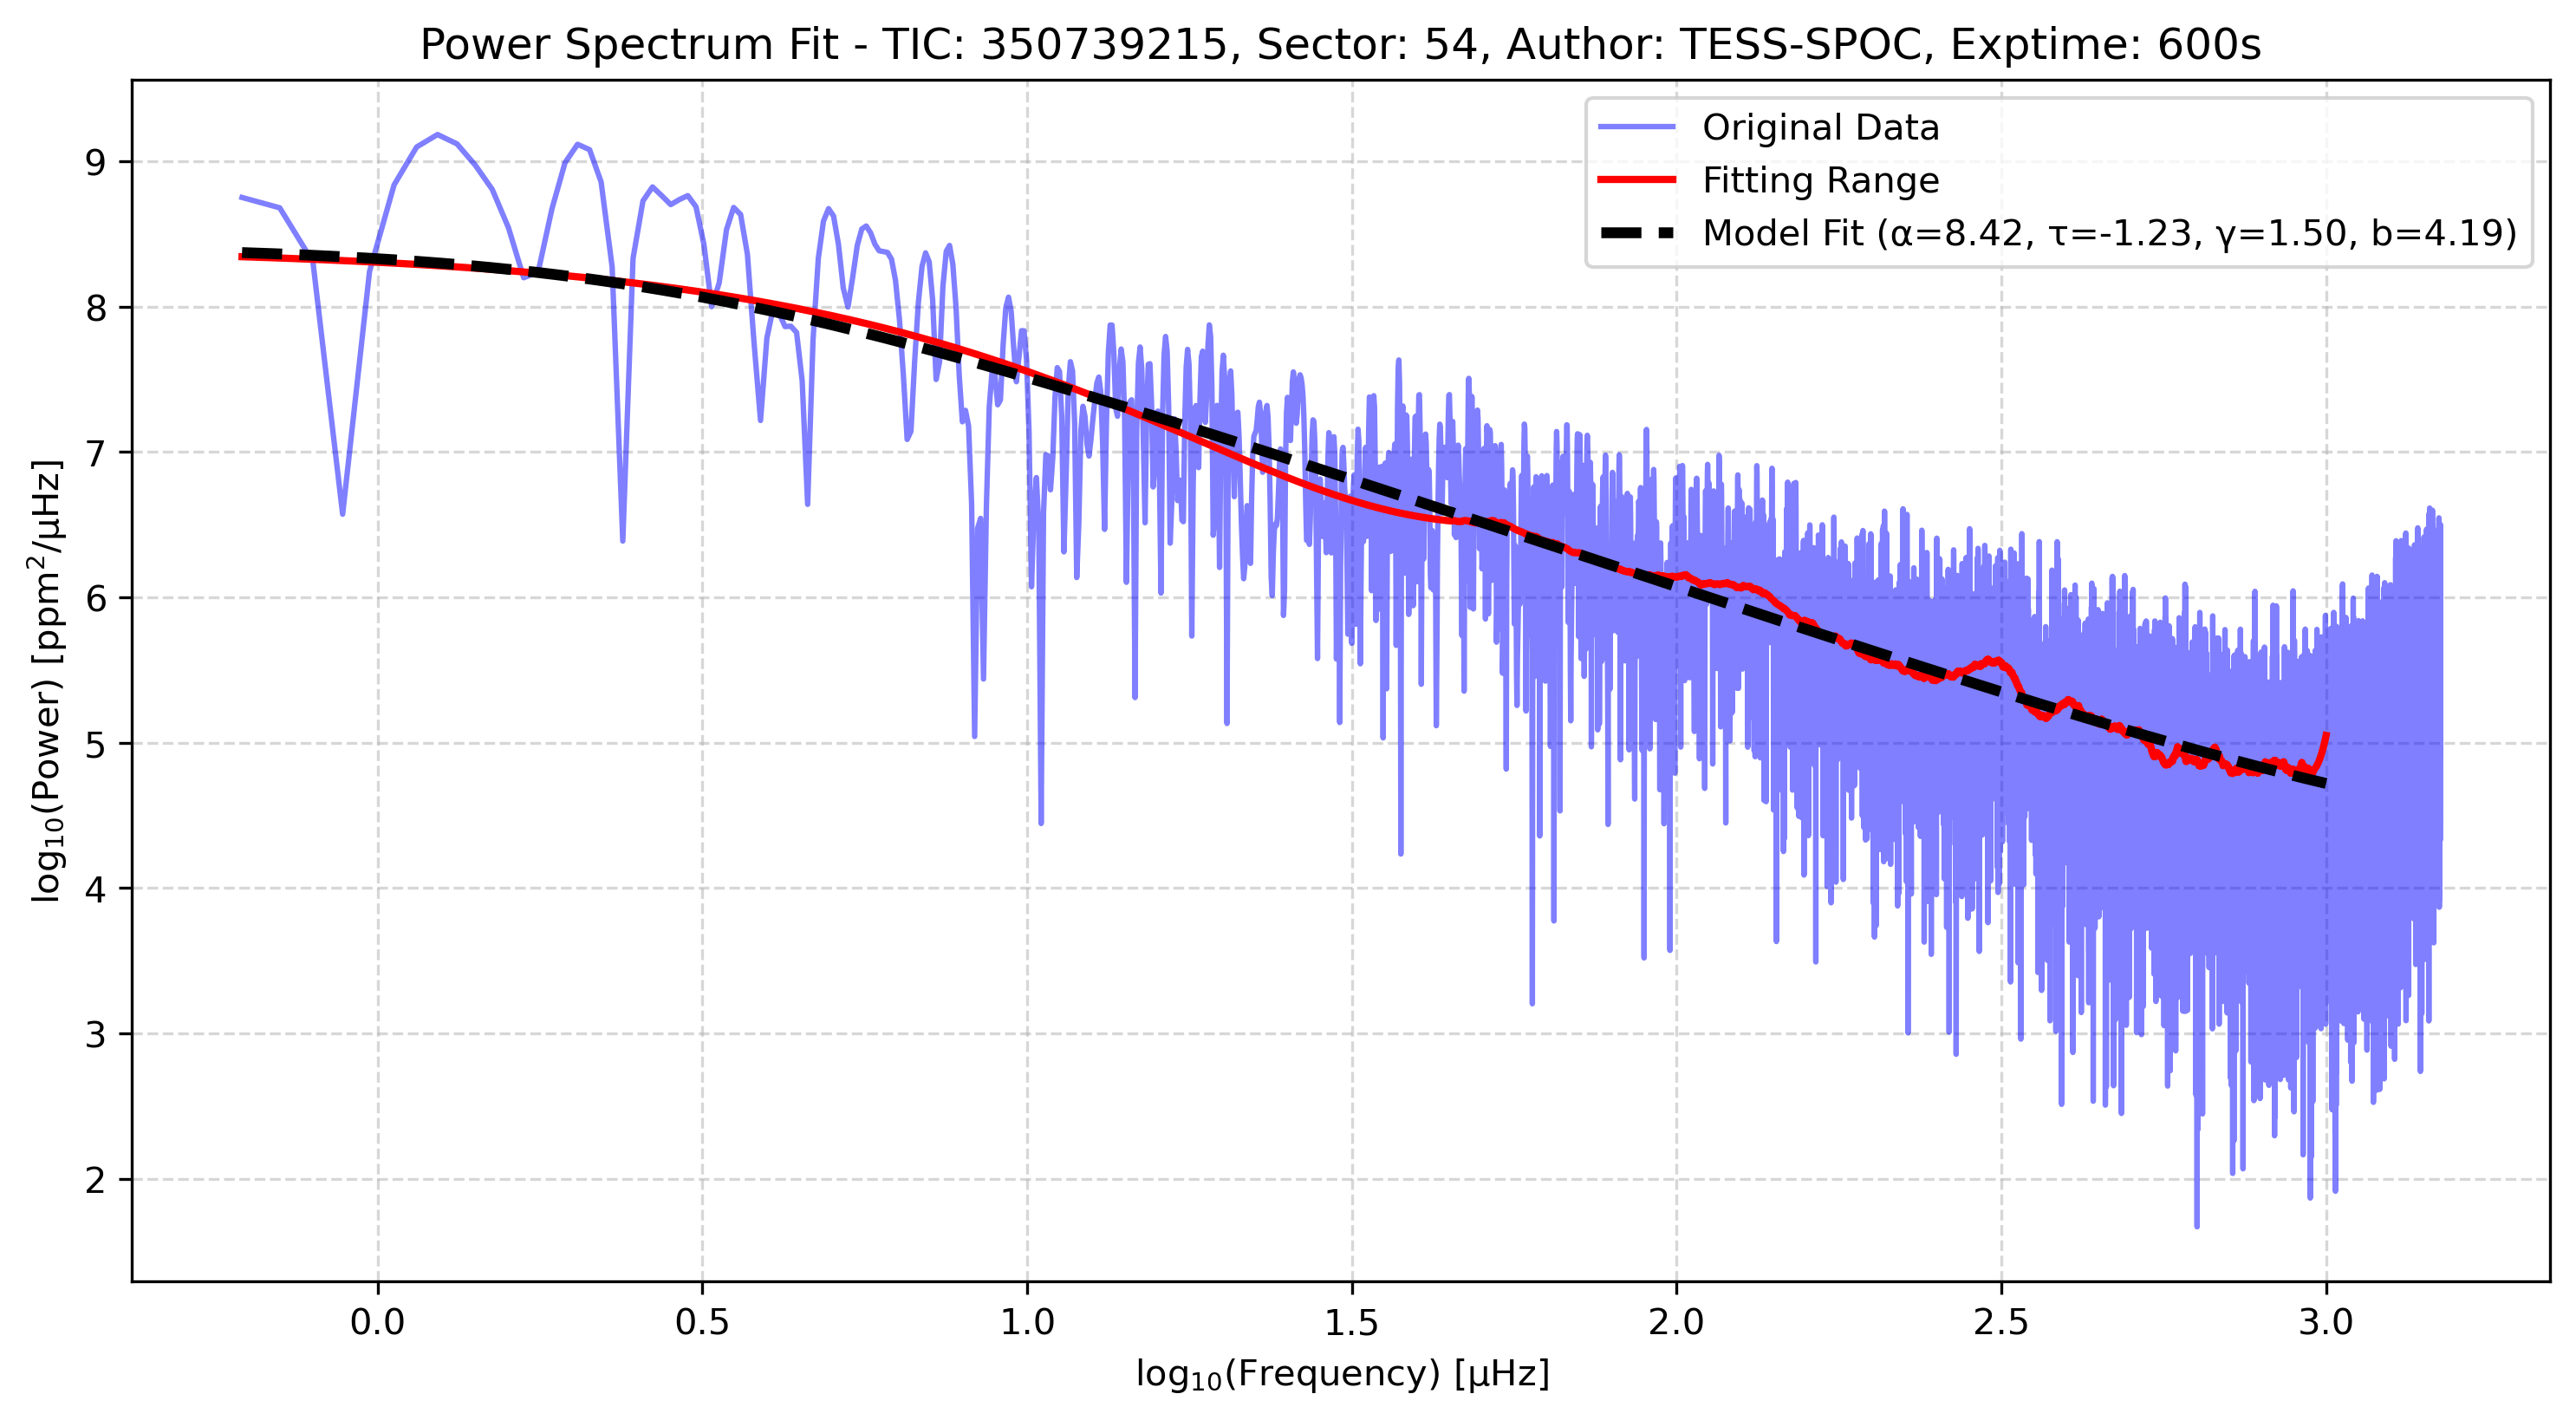 Power Spectrum Fit - TIC: 350739215, Sector: 54, Author: TESS-SPOC, Exptime: 600s
Original Data
Fitting Range
Model Fit (α=8.42, τ=-1.23, γ=1.50, b=4.19)
log₁₀(Power) [ppm²/μHz]
9
8
7
6
5
4
3
2
0.0 0.5 1.0 1.5 2.0 2.5 3.0
log₁₀(Frequency) [μHz]